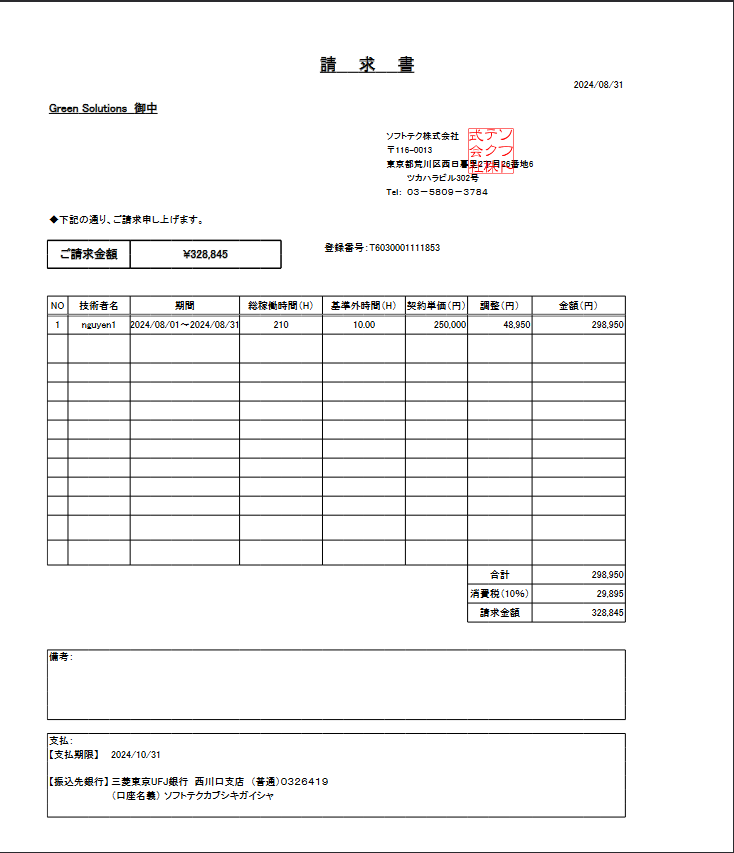 請 求 書
2024/08/31
Green Solutions 御中
ソフトテク株式会社
〒116-0013
東京都荒川区西日暮里2丁目26番地6
ツカハラビル302号
Tel: 03－5809－3784
◆下記の通り、ご請求申し上げます。
ご請求金額 ¥328,845
登録番号：T6030001111853
NO 技術者名 期間 総稼働時間(H) 基準外時間(H) 契約単価(円) 調整(円) 金額(円)
1 nguyen1 2024/08/01～2024/08/31 210 10.00 250,000 48,950 298,950
合計 298,950
消費税(10%) 29,895
請求金額 328,845
備考:
支払:
【支払期限】 2024/10/31
【振込先銀行】三菱東京UFJ銀行 西川口支店 (普通)0326419
(口座名義) ソフトテクカブシキガイシャ